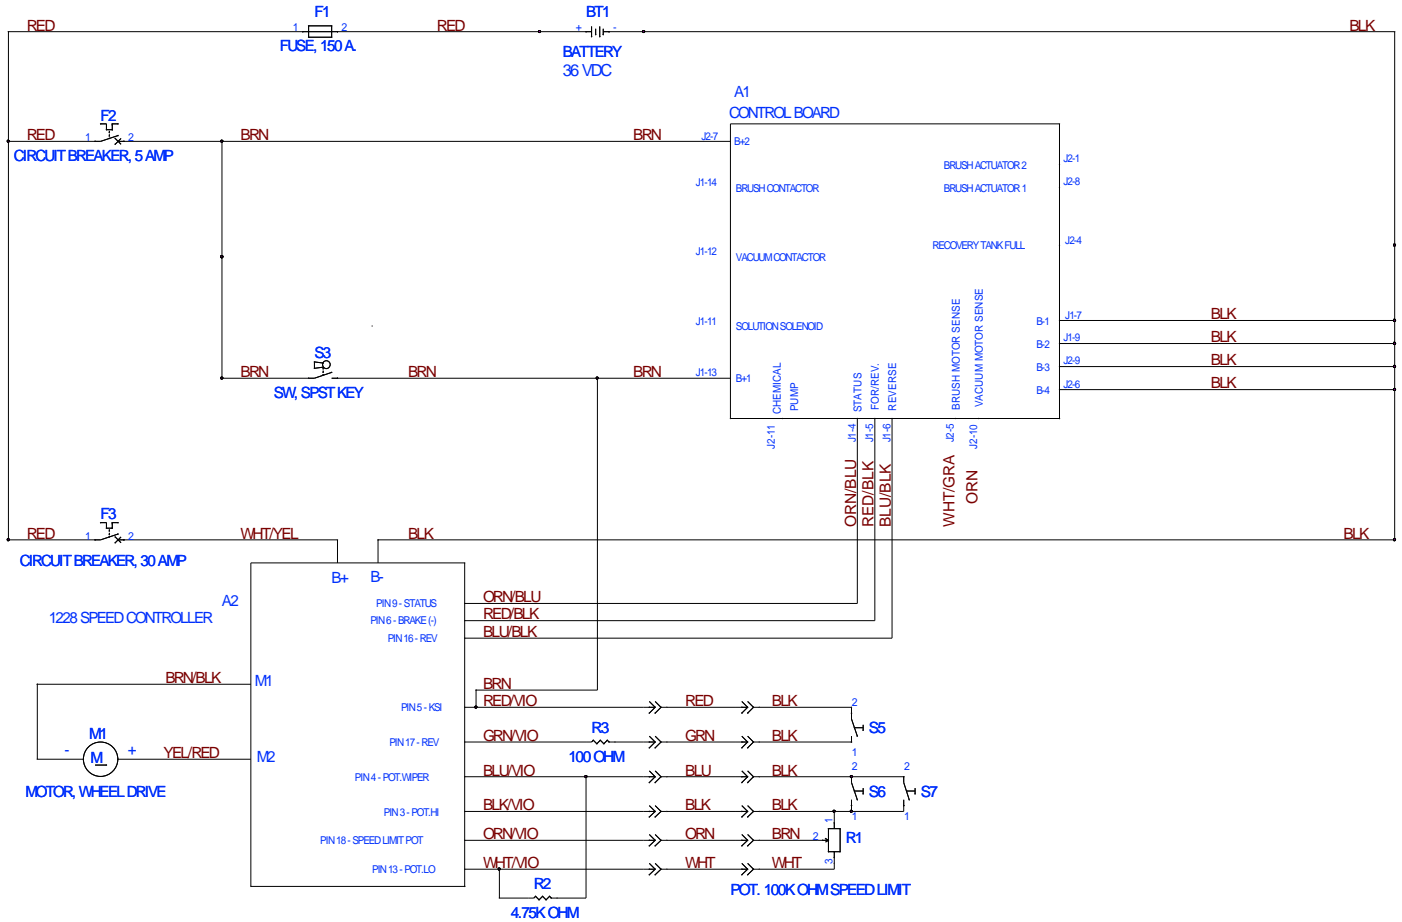 RED
F1
1
2
FUSE, 150 A.
RED
BT1
+
-
BATTERY
36 VDC
BLK
A1
CONTROL BOARD
F2
RED
1
2
CIRCUIT BREAKER, 5 AMP
BRN
BRN
J2-7
B+2
J1-14
BRUSH CONTACTOR
J1-12
VACUUM CONTACTOR
J1-11
SOLUTION SOLENOID
J1-13
B+1
BRUSH ACTUATOR 2
J2-1
BRUSH ACTUATOR 1
J2-8
RECOVERY TANK FULL
J2-4
B-1
J1-7
BLK
B-2
J1-9
BLK
B-3
J2-9
BLK
B-4
J2-6
BLK
CHEMICAL
PUMP
J2-11
STATUS
J1-4
FOR/REV.
J1-5
REVERSE
J1-6
BRUSH MOTOR SENSE
J2-5
VACUUM MOTOR SENSE
J2-10
ORN/BLU
RED/BLK
BLU/BLK
WHT/GRA
ORN
BRN
S3
SW, SPST KEY
BRN
BRN
F3
RED
1
2
CIRCUIT BREAKER, 30 AMP
WHT/YEL
BLK
BLK
B+
B-
A2
1228 SPEED CONTROLLER
PIN 9 - STATUS
ORN/BLU
PIN 6 - BRAKE (-)
RED/BLK
PIN 16 - REV
BLU/BLK
BRN/BLK
M1
M1
-
M
+
YEL/RED
M2
MOTOR, WHEEL DRIVE
BRN
PIN 5 - KSI
RED/VIO
RED
BLK
2
S5
1
PIN 17 - REV
GRN/VIO
R3
100 OHM
GRN
BLK
PIN 4 - POT.WIPER
BLU/VIO
BLU
BLK
2
S6
1
2
S7
1
PIN 3 - POT.HI
BLK/VIO
BLK
BLK
PIN 18 - SPEED LIMIT POT
ORN/VIO
ORN
BRN
1
2
3
R1
PIN 13 - POT.LO
WHT/VIO
WHT
WHT
POT. 100K OHM SPEED LIMIT
R2
4.75K OHM